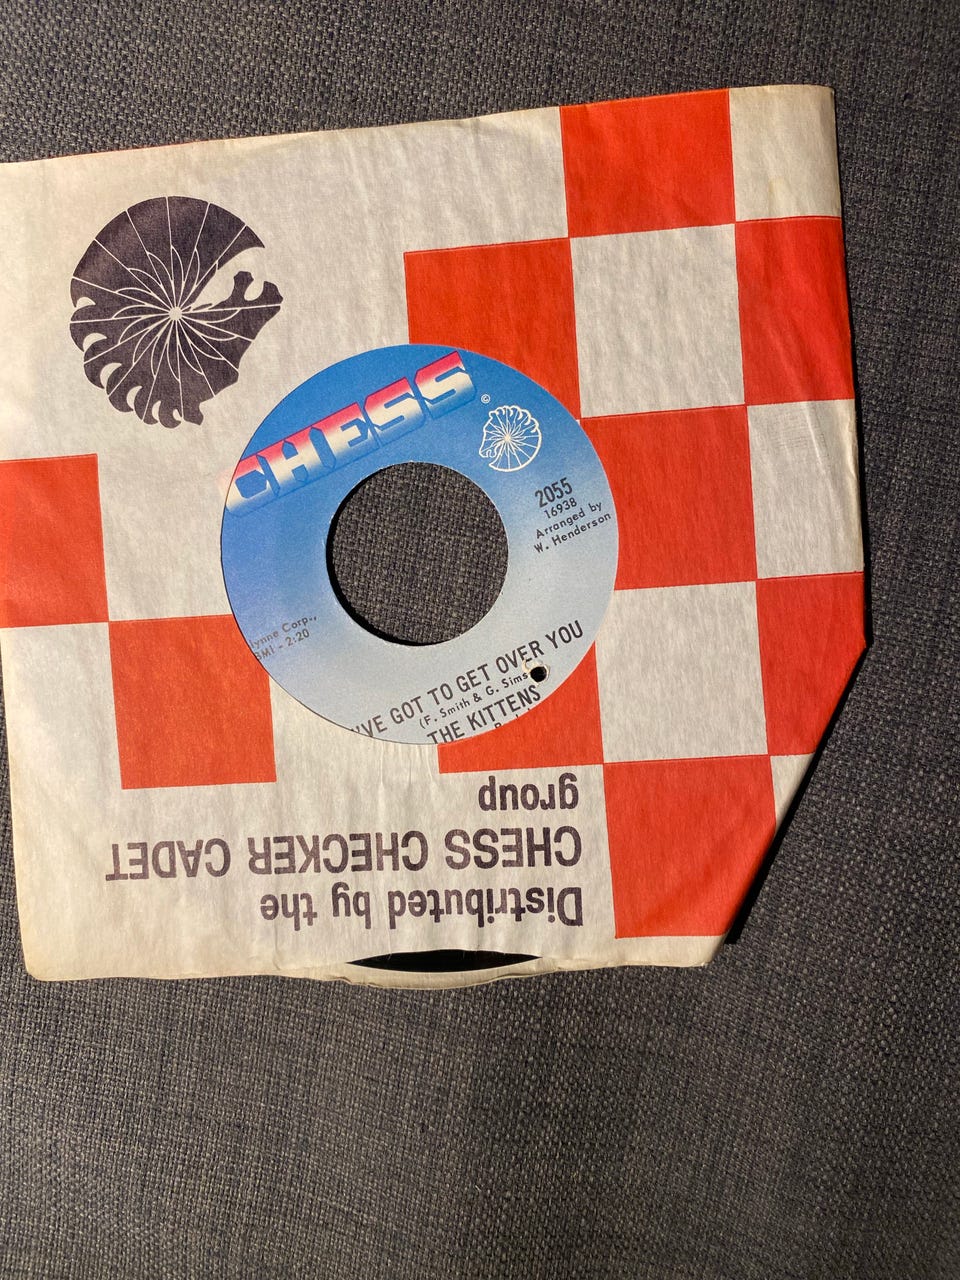 CHESS
©
2055
16938
Arranged by
W. Henderson
Corp.,
BMI - 2:20
I'VE GOT TO GET OVER YOU
(F. Smith & G. Sims
THE KITTENS
Distributed by the
CHESS CHECKER CADET
group